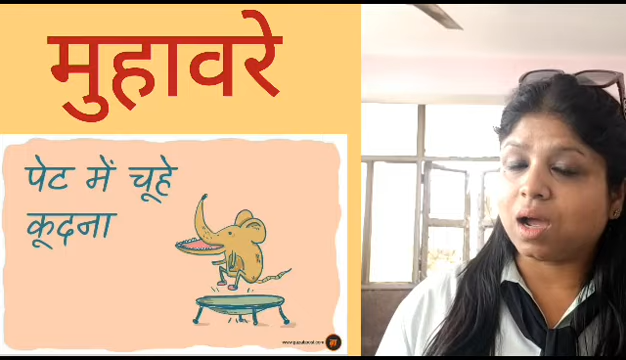 मुहावरे
पेट में चूहे
कूदना